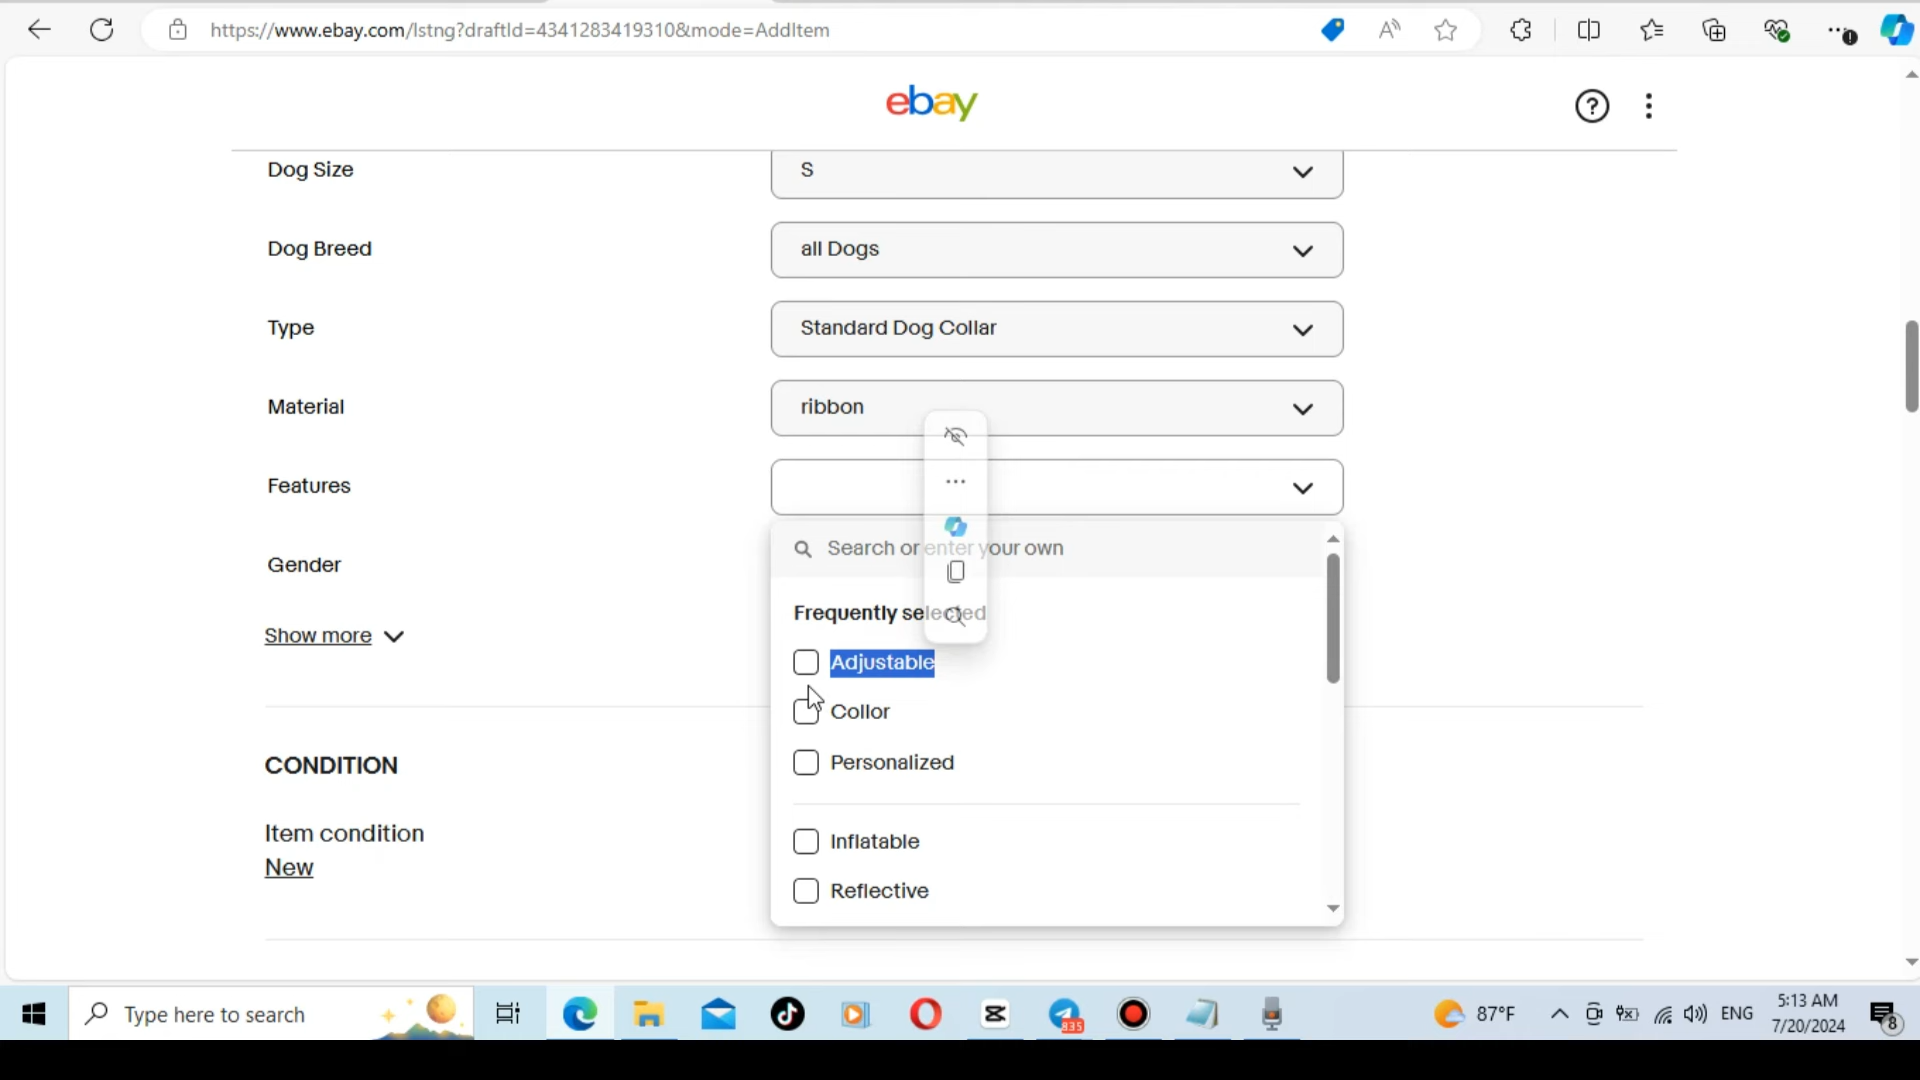 https://www.ebay.com/lstng?draftId=4341283419310&mode=AddItem
ebay
Dog Size
S
Dog Breed
all Dogs
Type
Standard Dog Collar
Material
ribbon
Features
Search or enter your own
Gender
Frequently selected
Show more
Adjustable
Collor
CONDITION
Personalized
Item condition
Inflatable
New
Reflective
Type here to search
835
87°F
ENG
5:13 AM
7/20/2024
8